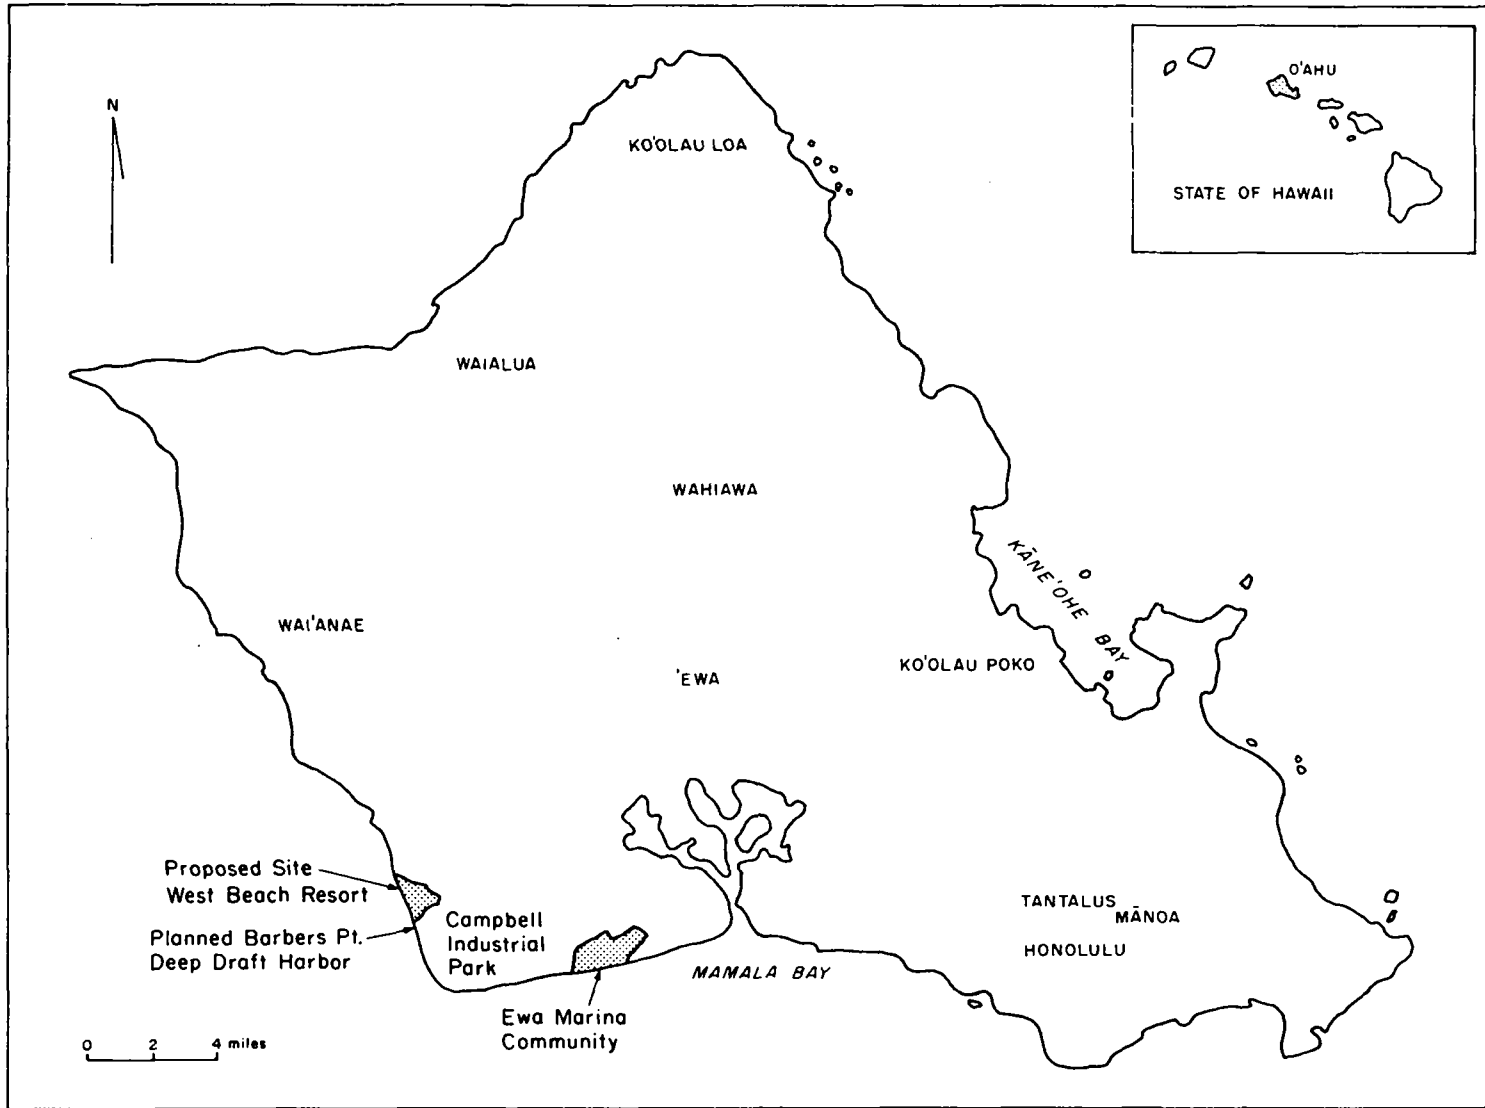 N
O'AHU
STATE OF HAWAII
KO'OLAU LOA
WAIALUA
WAHIAWA
KĀNE'OHE BAY
WAI'ANAE
'EWA
KO'OLAU POKO
Proposed Site
West Beach Resort
Planned Barbers Pt.
Deep Draft Harbor
Campbell
Industrial
Park
TANTALUS
MĀNOA
HONOLULU
MAMALA BAY
Ewa Marina
Community
0 2 4 miles